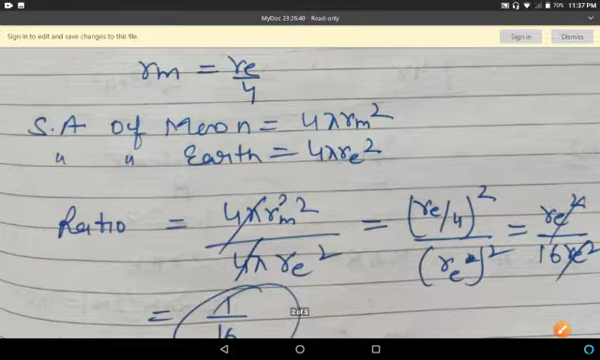 70% 11:37 PM
MyDoc 23:26:40 - Read-only
Sign in to edit and save changes to this file.
Sign in
Dismiss
rm = re/4
S.A Of Moon = 4πrm²
" " Earth = 4πre²
Ratio = 4πrm² / 4πre² = (re/4)² / (re)² = re² / 16re²
= 1/16
2 of 5